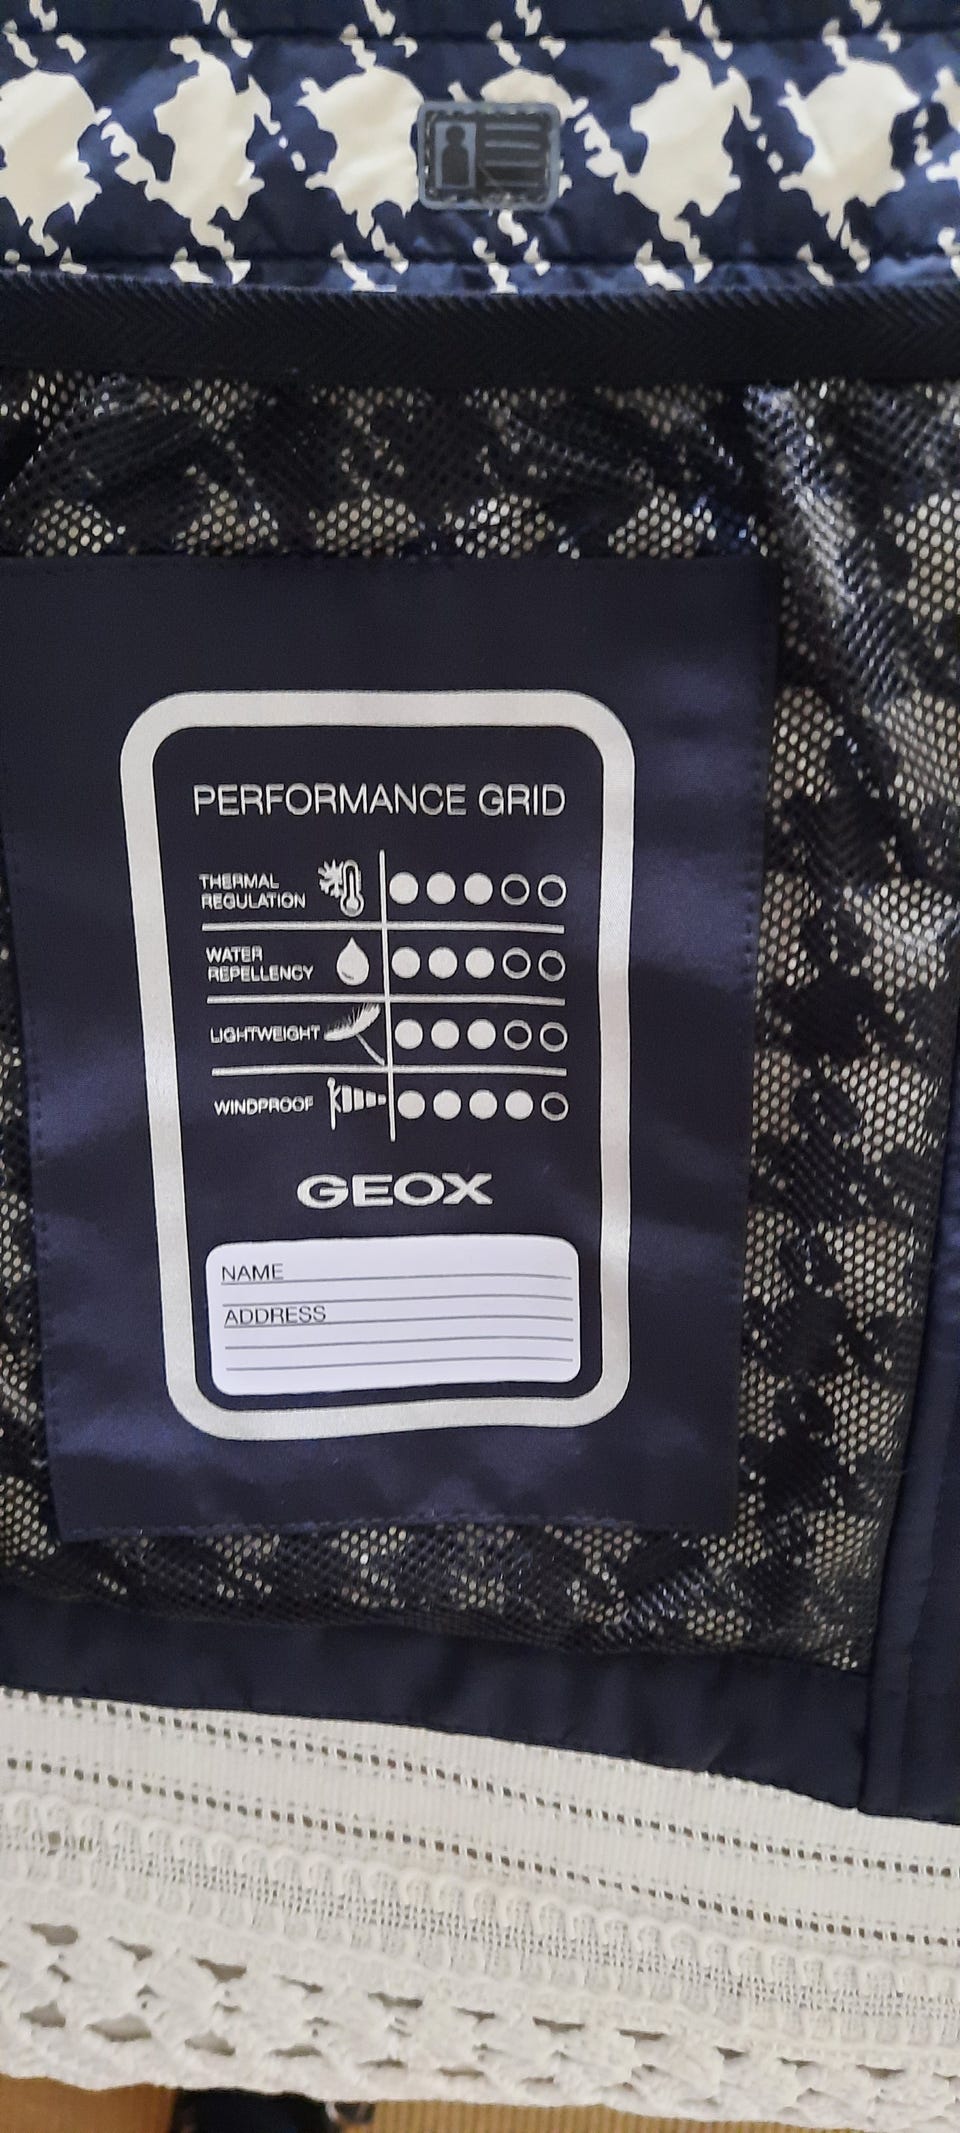 PERFORMANCE GRID
THERMAL
REGULATION
WATER
REPELLENCY
LIGHTWEIGHT
WINDPROOF
GEOX
NAME
ADDRESS